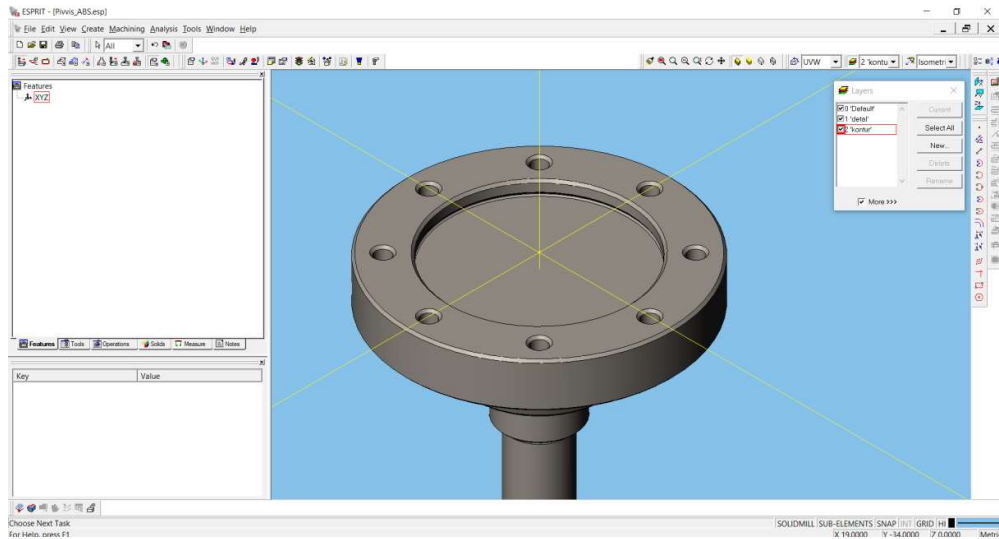 ESPRIT - [Pivvis_ABS.esp]
File Edit View Create Machining Analysis Tools Window Help
All
UVW
2 'kontu
Isometri
Features
XYZ
Layers
0 'Default'
1 'detal'
2 'kontur'
Current
Select All
New...
Delete
Rename
More >>>
Features Tools Operations Solids Measure Notes
Key Value
Choose Next Task
SOLIDMILL SUB-ELEMENTS SNAP INT GRID HI
For Help, press F1
X 19.0000 Y -34.0000 Z 0.0000 Metri